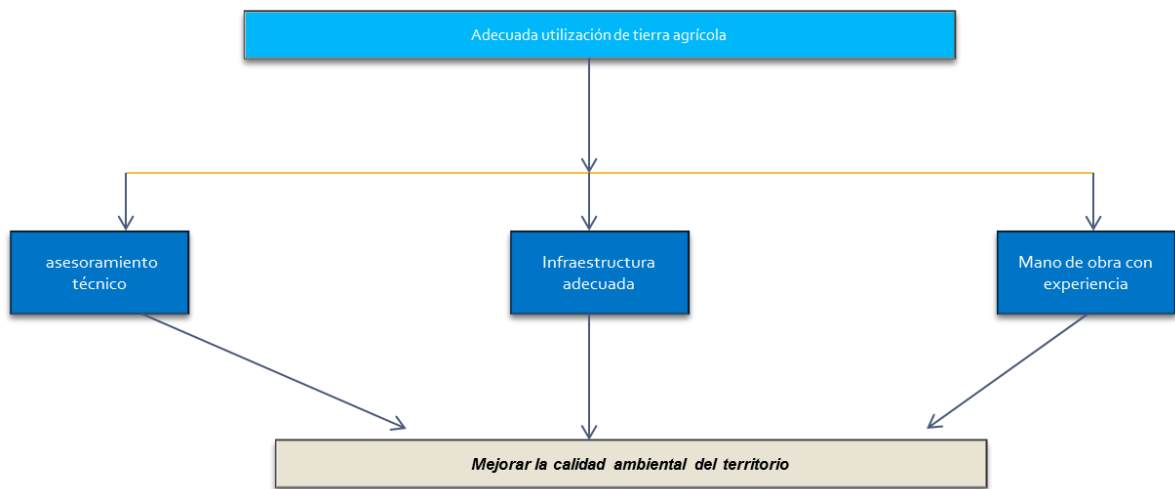 Adecuada utilización de tierra agrícola
asesoramiento
técnico
Infraestructura
adecuada
Mano de obra con
experiencia
Mejorar la calidad ambiental del territorio